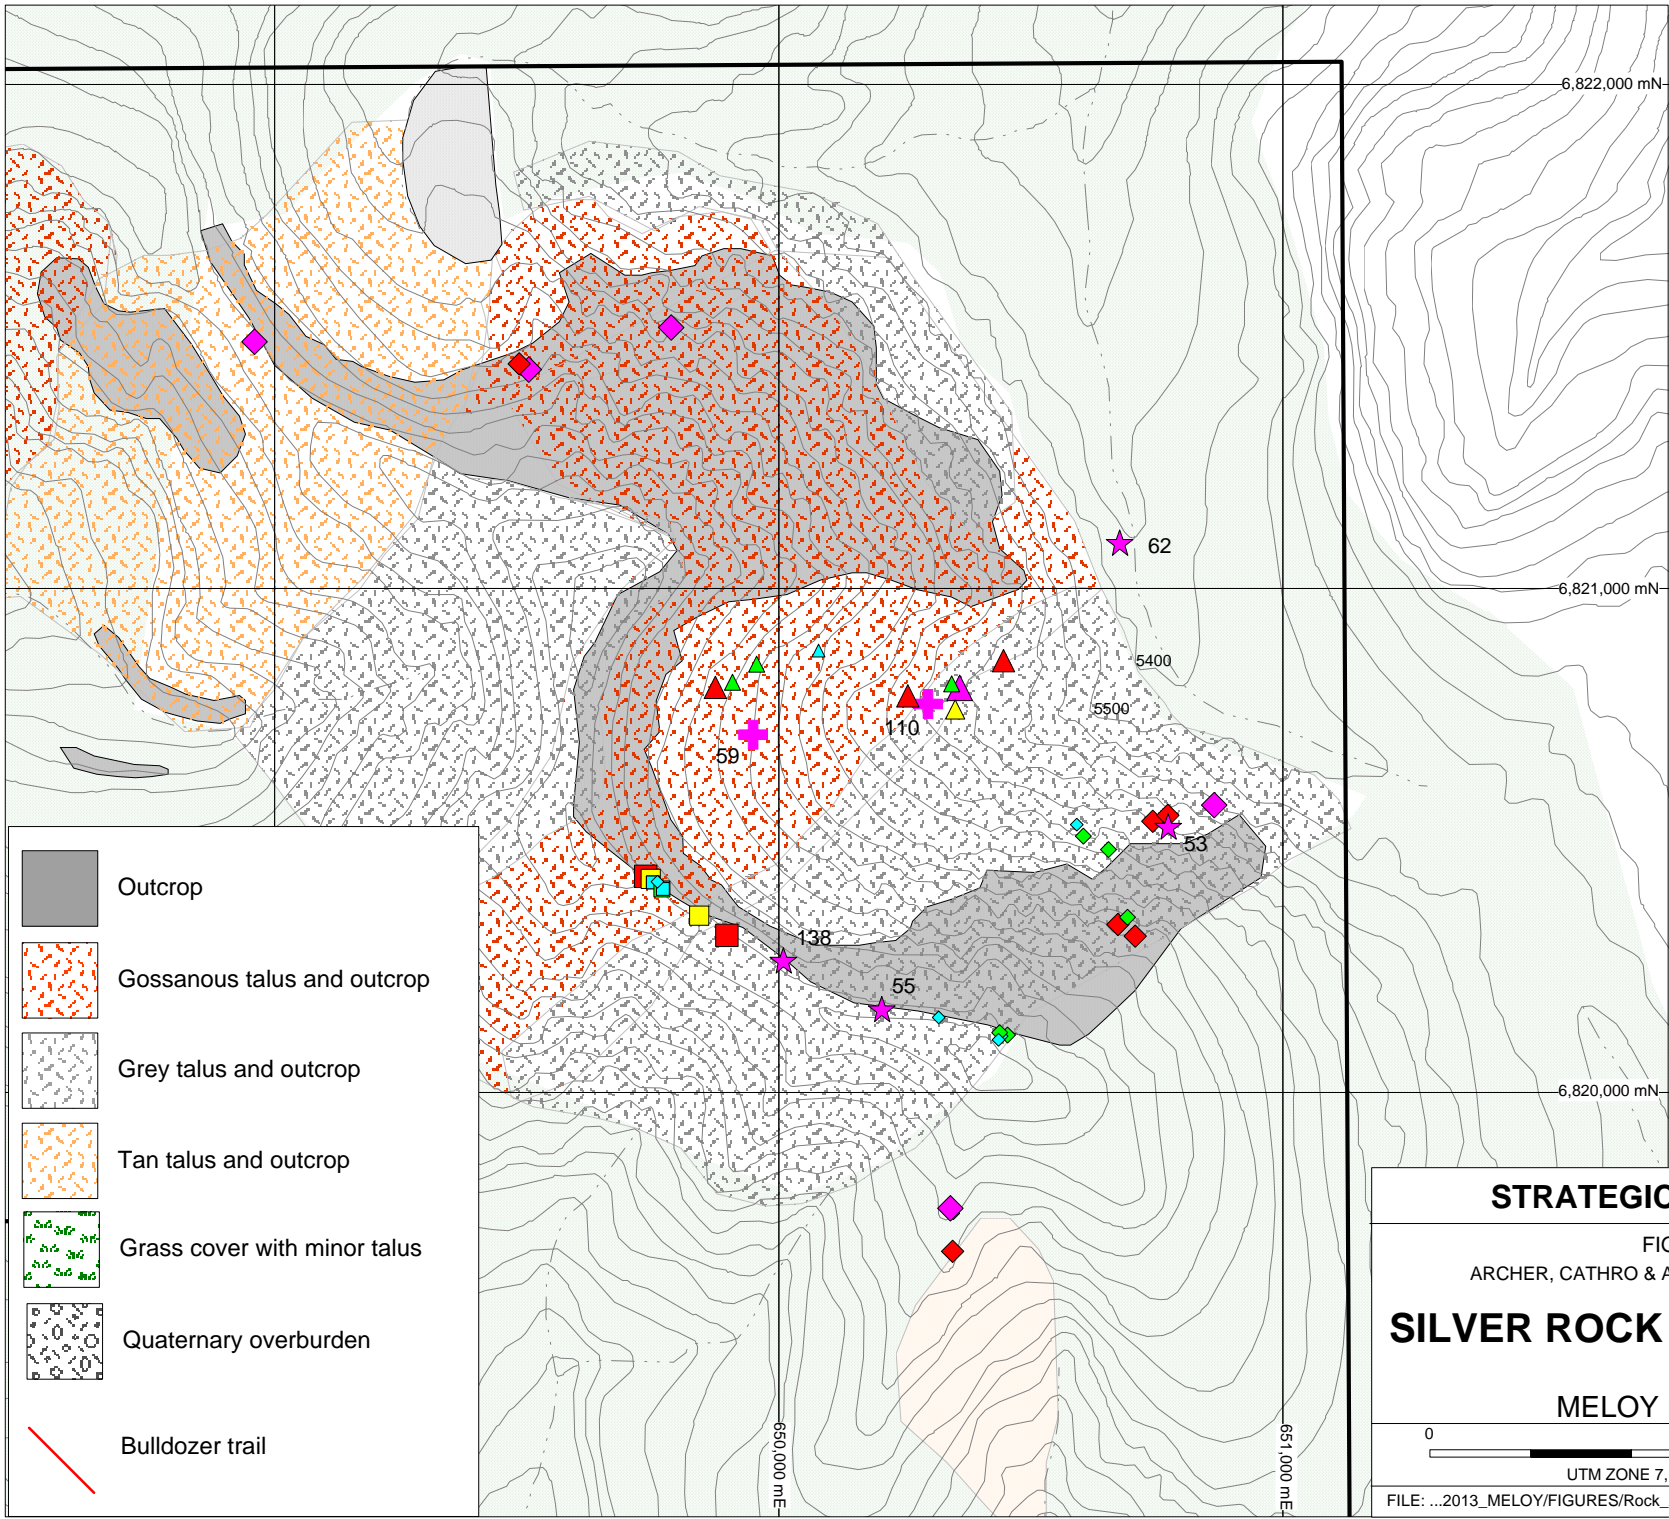 6,822,000 mN
62
6,821,000 mN
5400
5500
110
59
53
138
55
6,820,000 mN
Outcrop
Gossanous talus and outcrop
Grey talus and outcrop
Tan talus and outcrop
Grass cover with minor talus
Quaternary overburden
Bulldozer trail
650,000 mE
651,000 mE
STRATEGIC
FIG
ARCHER, CATHRO & A
SILVER ROCK
MELOY
0
UTM ZONE 7,
FILE: ...2013_MELOY/FIGURES/Rock_